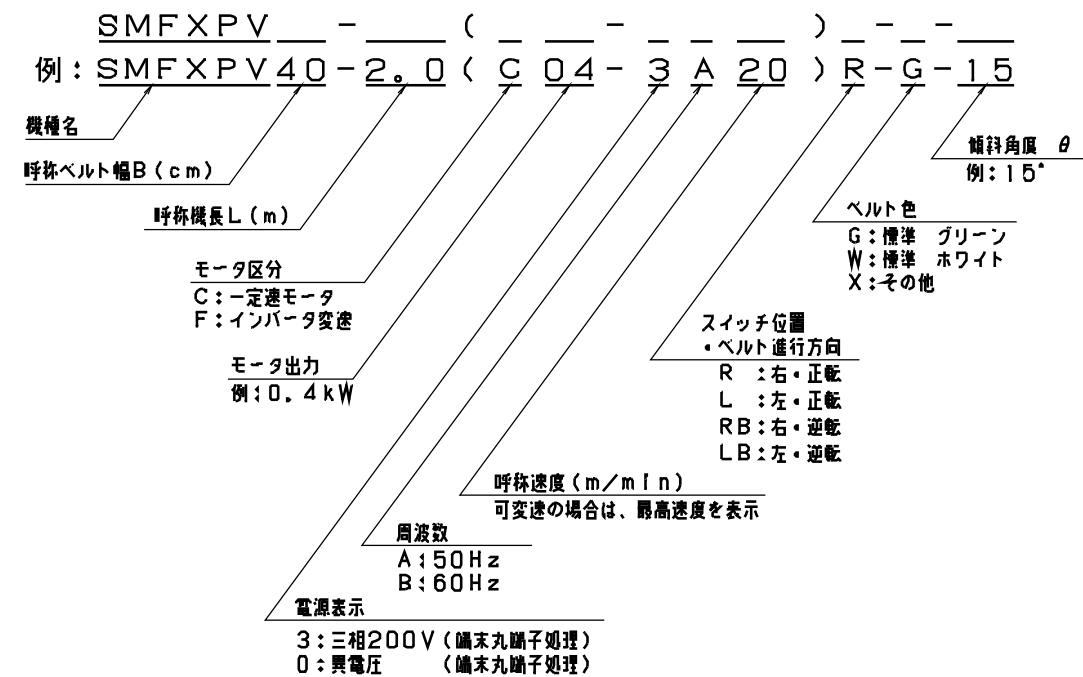 SMFXPV__-___(_ __-_ _ __)_-_-__
例:SMFXPV40-2.0(C 04-3 A 20)R-G-15
機種名
呼称ベルト幅B(cm)
呼称機長L(m)
モータ区分
C:一定速モータ
F:インバータ変速
モータ出力
例:0.4kW
傾斜角度 θ
例:15°
ベルト色
G:標準 グリーン
W:標準 ホワイト
X:その他
スイッチ位置
・ベルト進行方向
R :右・正転
L :左・正転
RB:右・逆転
LB:左・逆転
呼称速度(m/min)
可変速の場合は、最高速度を表示
周波数
A:50Hz
B:60Hz
電源表示
3:三相200V(端末丸端子処理)
0:異電圧 (端末丸端子処理)